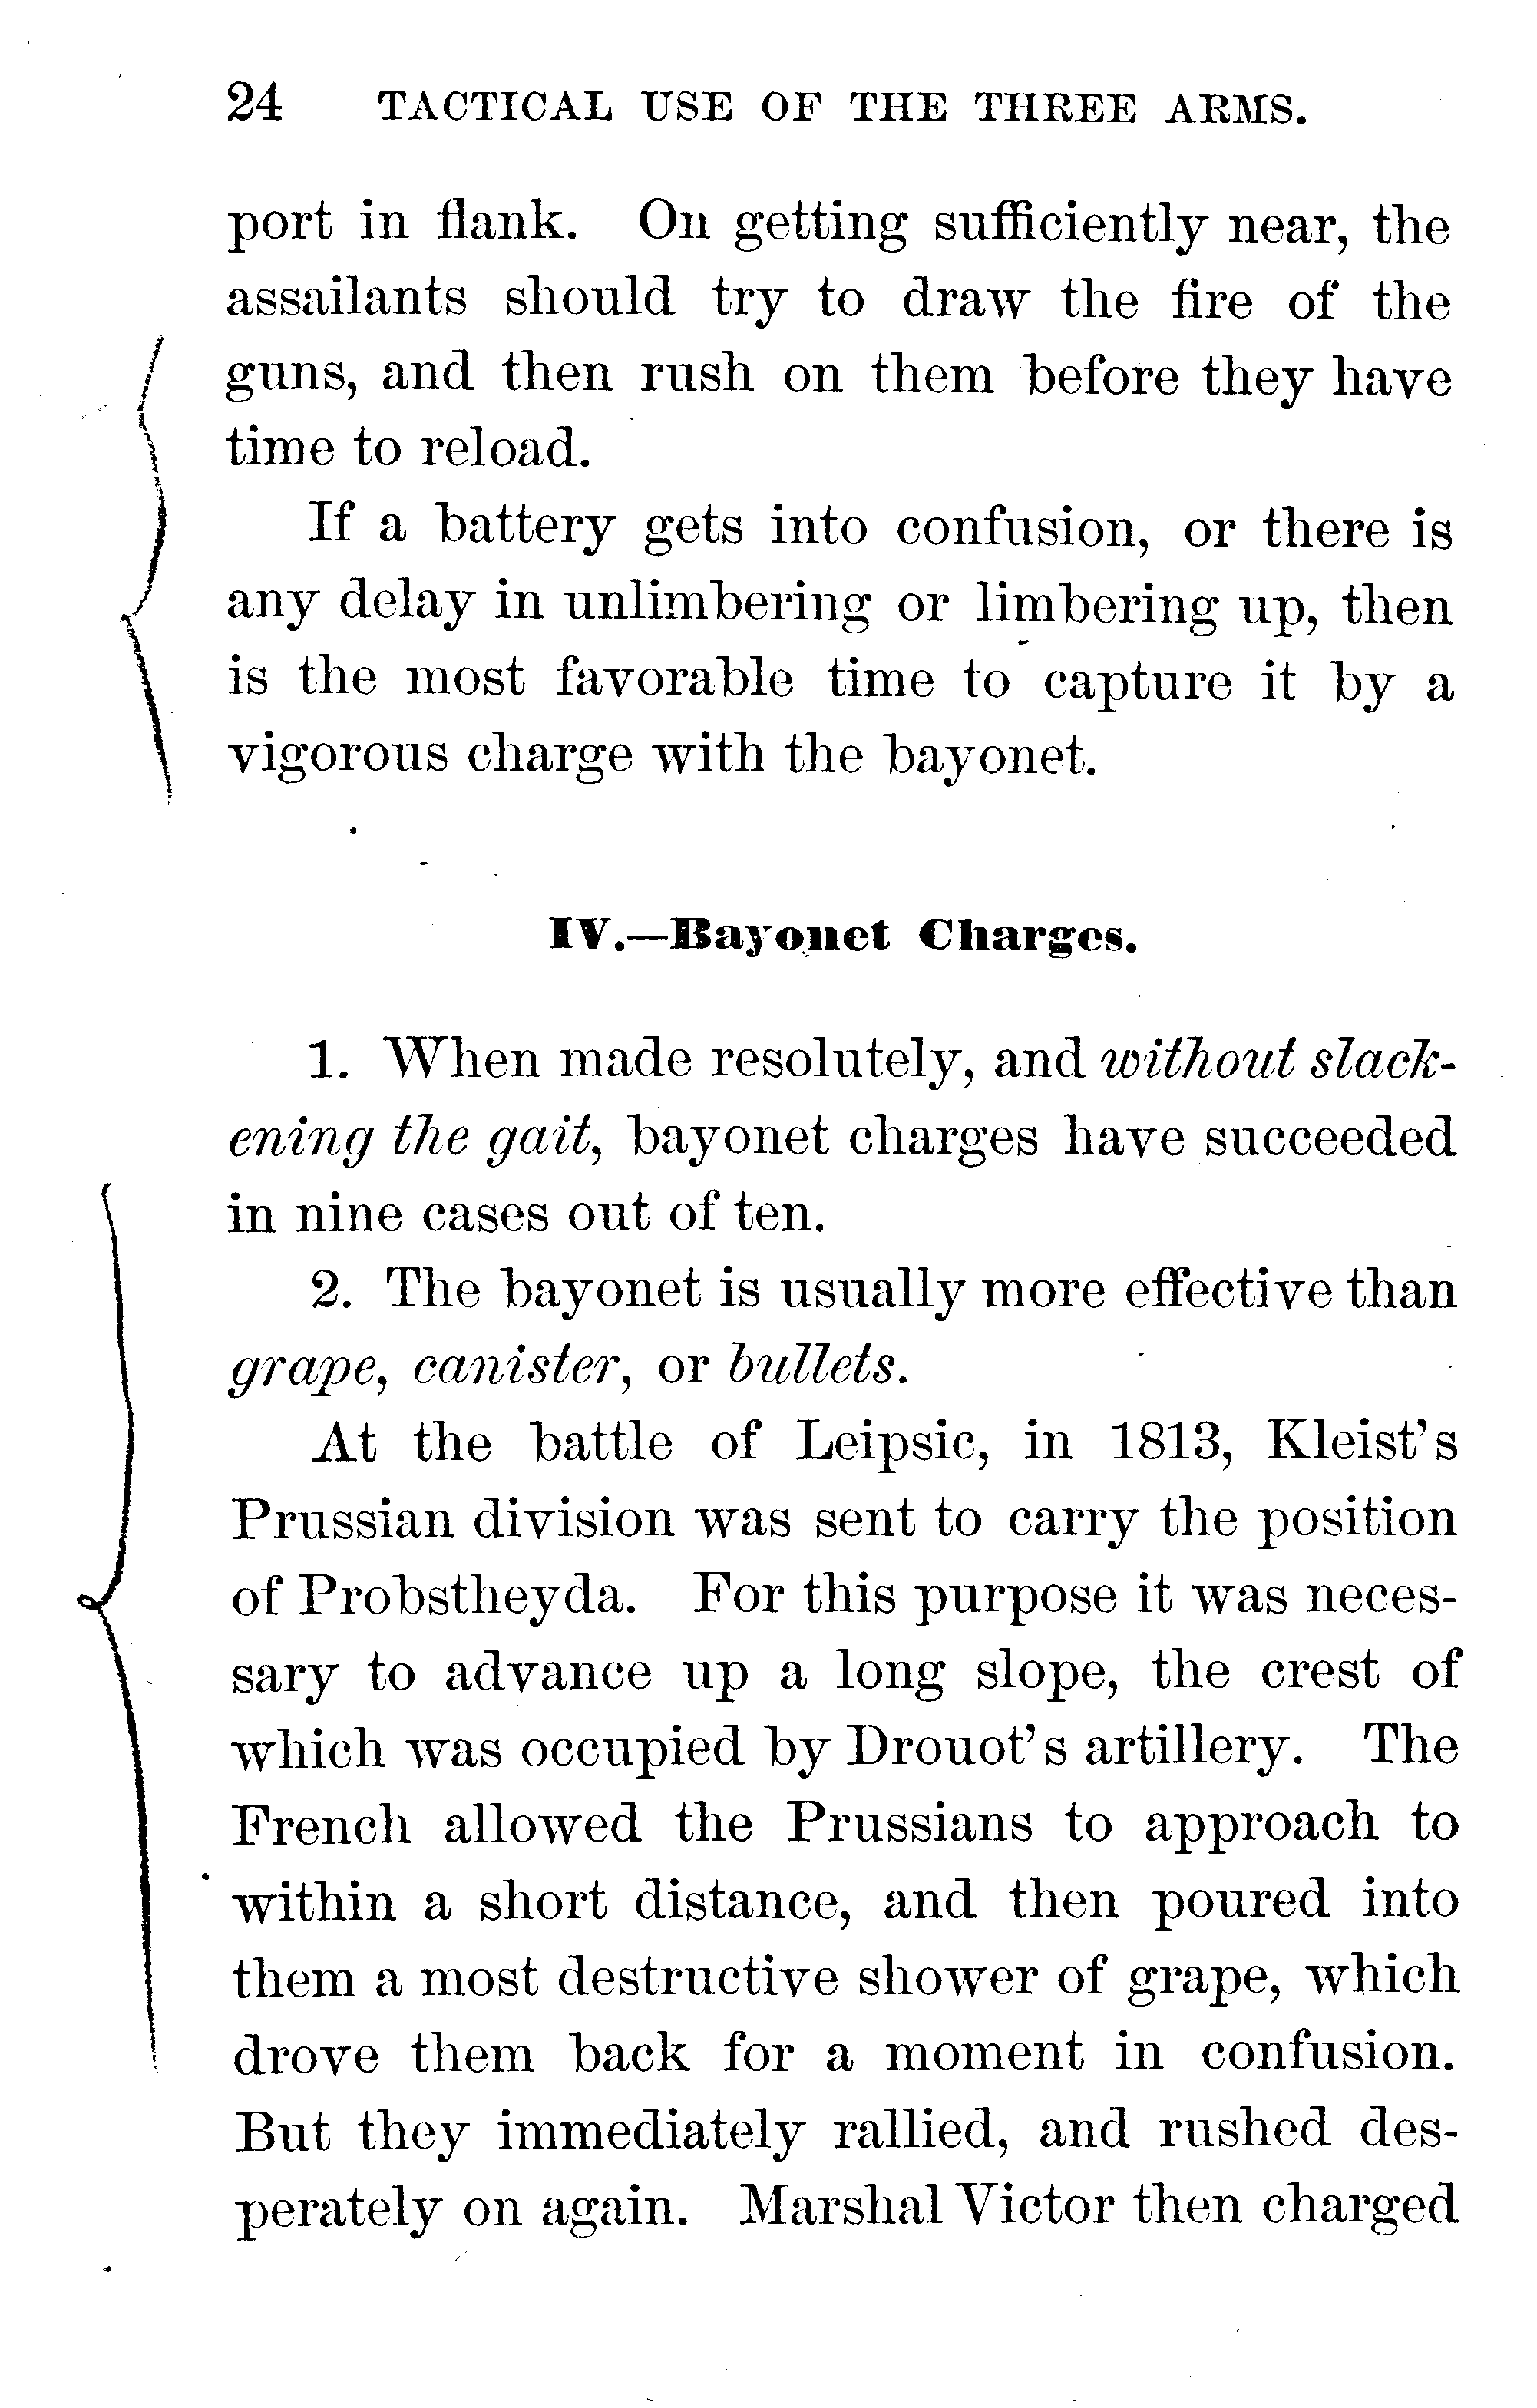 24 TACTICAL USE OF THE THREE ARMS.
port in flank. On getting sufficiently near, the
assailants should try to draw the fire of the
guns, and then rush on them before they have
time to reload.
If a battery gets into confusion, or there is
any delay in unlimbering or limbering up, then
is the most favorable time to capture it by a
vigorous charge with the bayonet.
IV.—Bayonet Charges.
1. When made resolutely, and without slack-
ening the gait, bayonet charges have succeeded
in nine cases out of ten.
2. The bayonet is usually more effective than
grape, canister, or bullets.
At the battle of Leipsic, in 1813, Kleist's
Prussian division was sent to carry the position
of Probstheyda. For this purpose it was neces-
sary to advance up a long slope, the crest of
which was occupied by Drouot's artillery. The
French allowed the Prussians to approach to
within a short distance, and then poured into
them a most destructive shower of grape, which
drove them back for a moment in confusion.
But they immediately rallied, and rushed des-
perately on again. Marshal Victor then charged